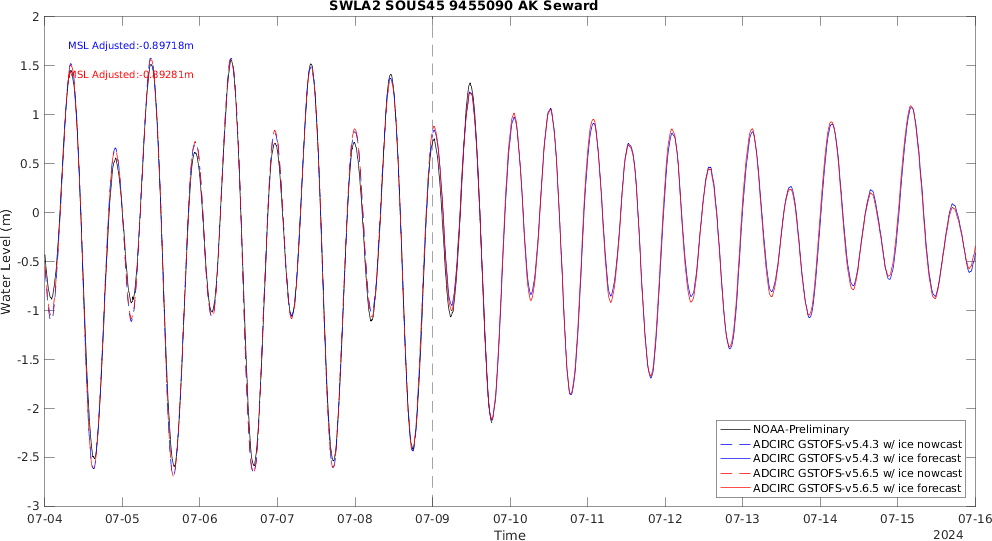 SWLA2 SOUS45 9455090 AK Seward
MSL Adjusted:-0.89718m
MSL Adjusted:-0.89281m
2
1.5
1
0.5
0
-0.5
-1
-1.5
-2
-2.5
-3
Water Level (m)
NOAA-Preliminary
ADCIRC GSTOFS-v5.4.3 w/ ice nowcast
ADCIRC GSTOFS-v5.4.3 w/ ice forecast
ADCIRC GSTOFS-v5.6.5 w/ ice nowcast
ADCIRC GSTOFS-v5.6.5 w/ ice forecast
07-04 07-05 07-06 07-07 07-08 07-09 07-10 07-11 07-12 07-13 07-14 07-15 07-16
Time
2024